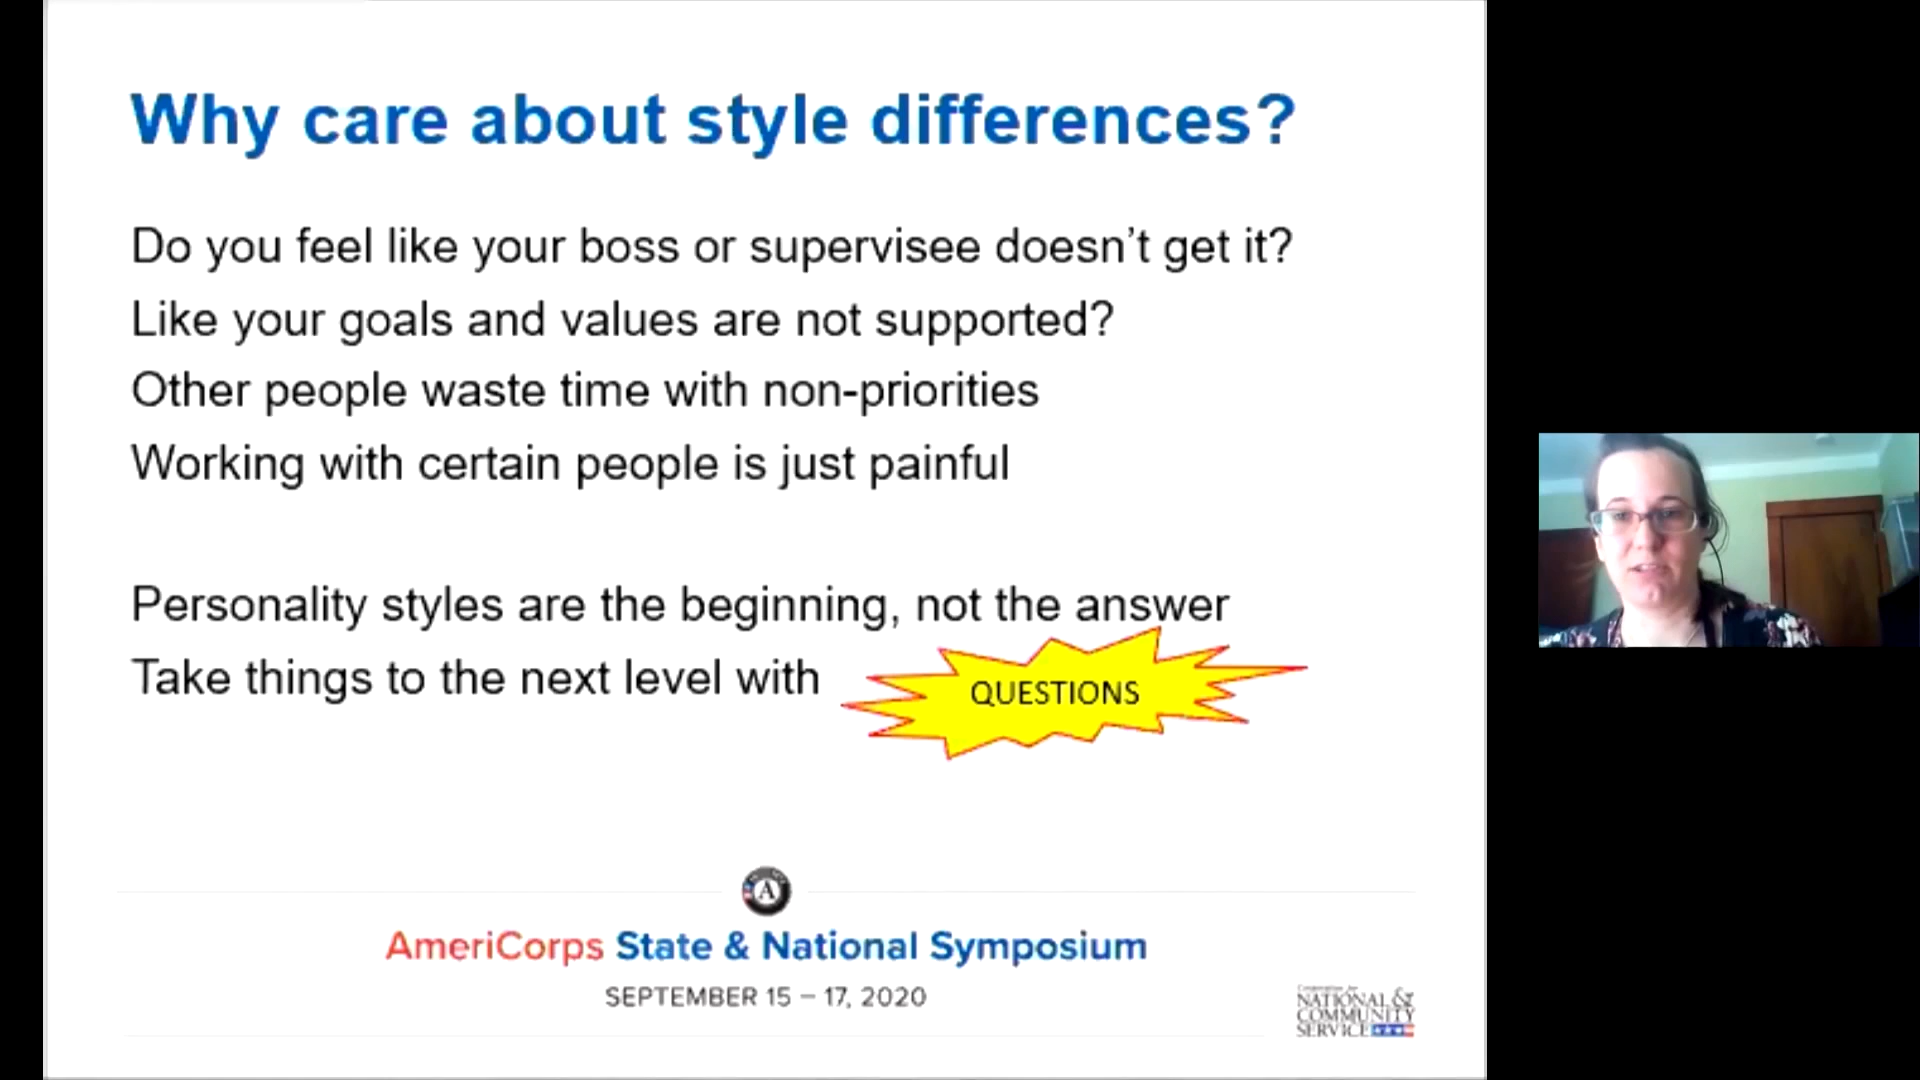 Why care about style differences?
Do you feel like your boss or supervisee doesn’t get it?
Like your goals and values are not supported?
Other people waste time with non-priorities
Working with certain people is just painful
Personality styles are the beginning, not the answer
Take things to the next level with
QUESTIONS
A
AmeriCorps State & National Symposium
SEPTEMBER 15 – 17, 2020
Corporation for
NATIONAL &
COMMUNITY
SERVICE